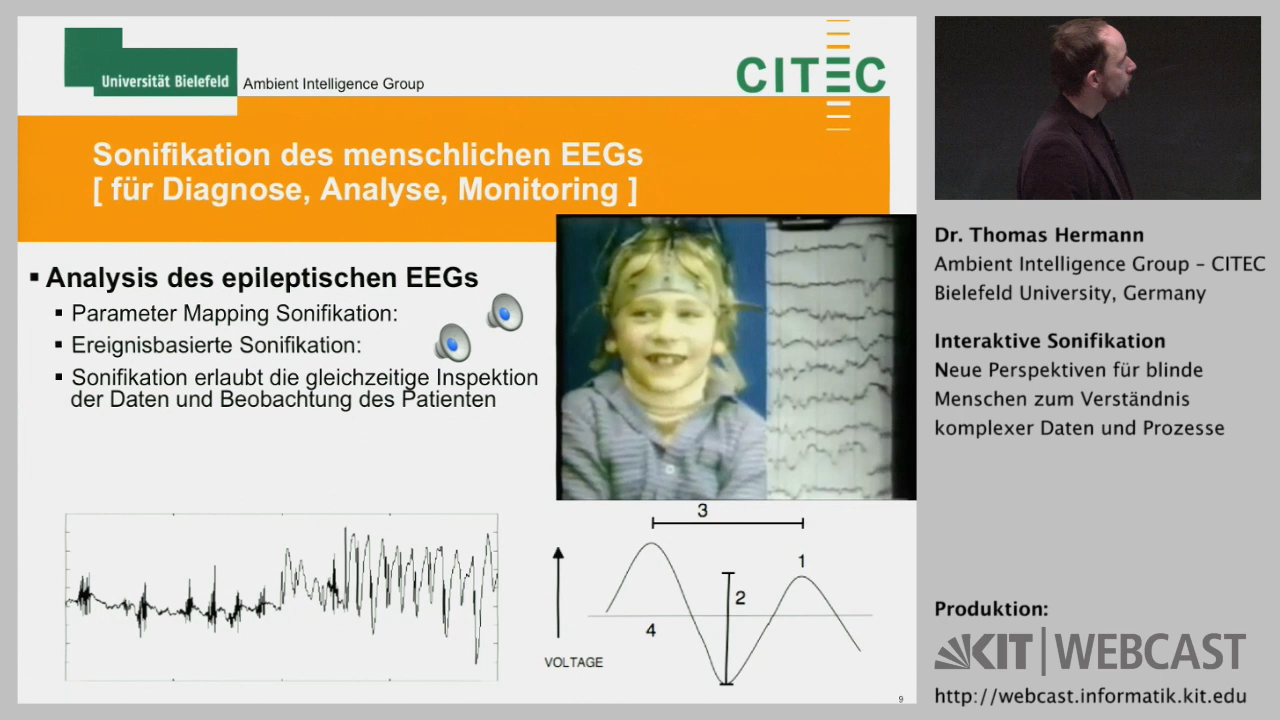 Universität Bielefeld
Ambient Intelligence Group
CITEC
Sonifikation des menschlichen EEGs
[ für Diagnose, Analyse, Monitoring ]
▪ Analysis des epileptischen EEGs
▪ Parameter Mapping Sonifikation:
▪ Ereignisbasierte Sonifikation:
▪ Sonifikation erlaubt die gleichzeitige Inspektion
der Daten und Beobachtung des Patienten
3
1
2
4
VOLTAGE
9
Dr. Thomas Hermann
Ambient Intelligence Group – CITEC
Bielefeld University, Germany
Interaktive Sonifikation
Neue Perspektiven für blinde
Menschen zum Verständnis
komplexer Daten und Prozesse
Produktion:
KIT | WEBCAST
http://webcast.informatik.kit.edu